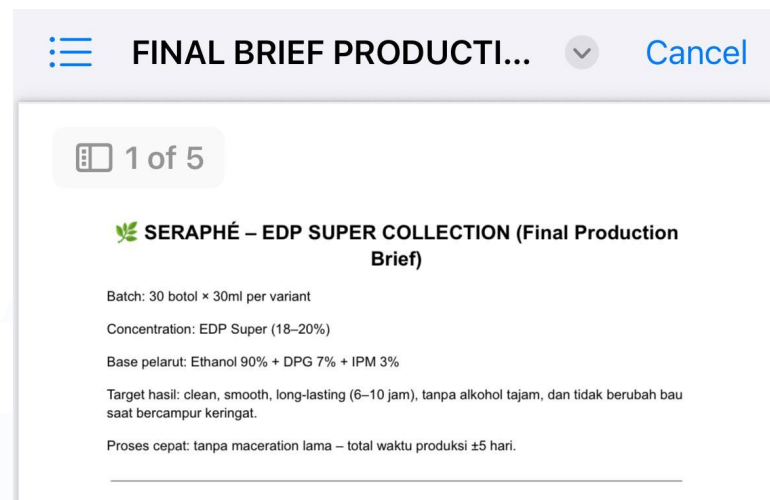 FINAL BRIEF PRODUCTI...
Cancel
1 of 5
🌿 SERAPHÉ – EDP SUPER COLLECTION (Final Production
Brief)
Batch: 30 botol × 30ml per variant
Concentration: EDP Super (18–20%)
Base pelarut: Ethanol 90% + DPG 7% + IPM 3%
Target hasil: clean, smooth, long-lasting (6–10 jam), tanpa alkohol tajam, dan tidak berubah bau
saat bercampur keringat.
Proses cepat: tanpa maceration lama – total waktu produksi ±5 hari.